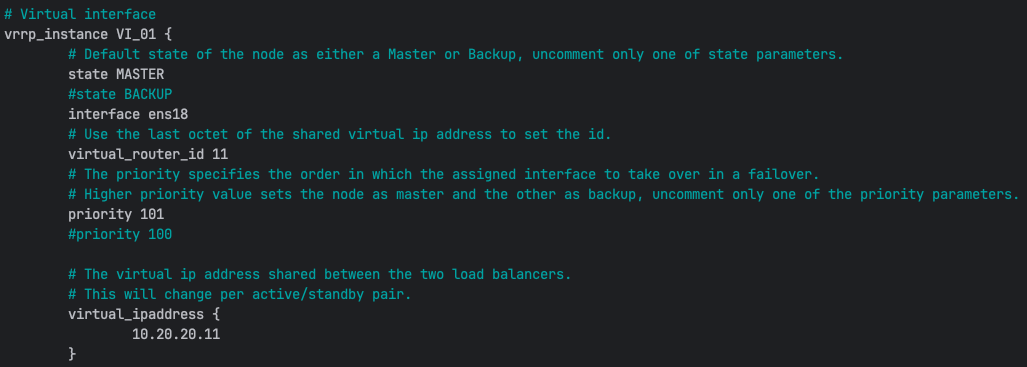 # Virtual interface
vrrp_instance VI_01 {
# Default state of the node as either a Master or Backup, uncomment only one of state parameters.
state MASTER
#state BACKUP
interface ens18
# Use the last octet of the shared virtual ip address to set the id.
virtual_router_id 11
# The priority specifies the order in which the assigned interface to take over in a failover.
# Higher priority value sets the node as master and the other as backup, uncomment only one of the priority parameters.
priority 101
#priority 100
# The virtual ip address shared between the two load balancers.
# This will change per active/standby pair.
virtual_ipaddress {
10.20.20.11
}